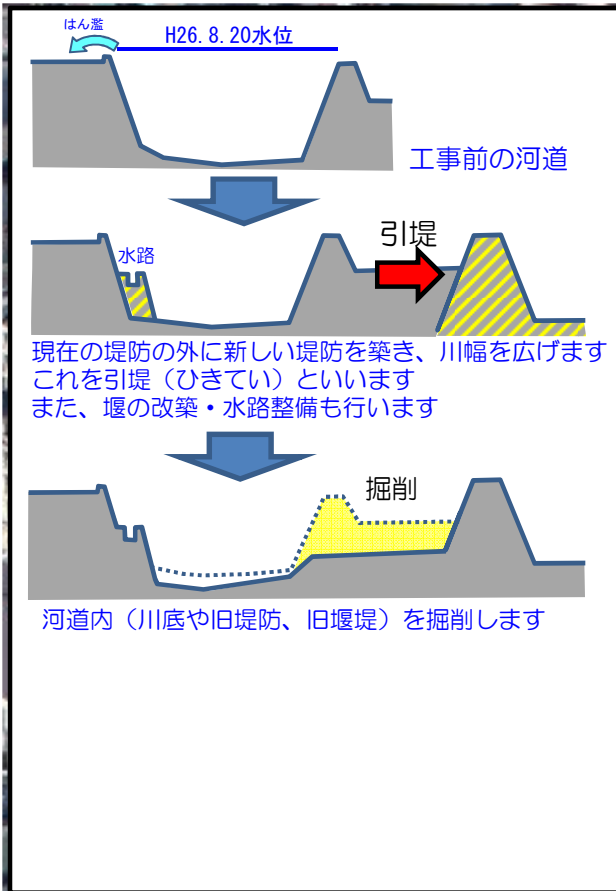 はん濫
H26.8.20水位
工事前の河道
引堤
水路
現在の堤防の外に新しい堤防を築き、川幅を広げます
これを引堤（ひきてい）といいます
また、堰の改築・水路整備も行います
掘削
河道内（川底や旧堤防、旧堰堤）を掘削します